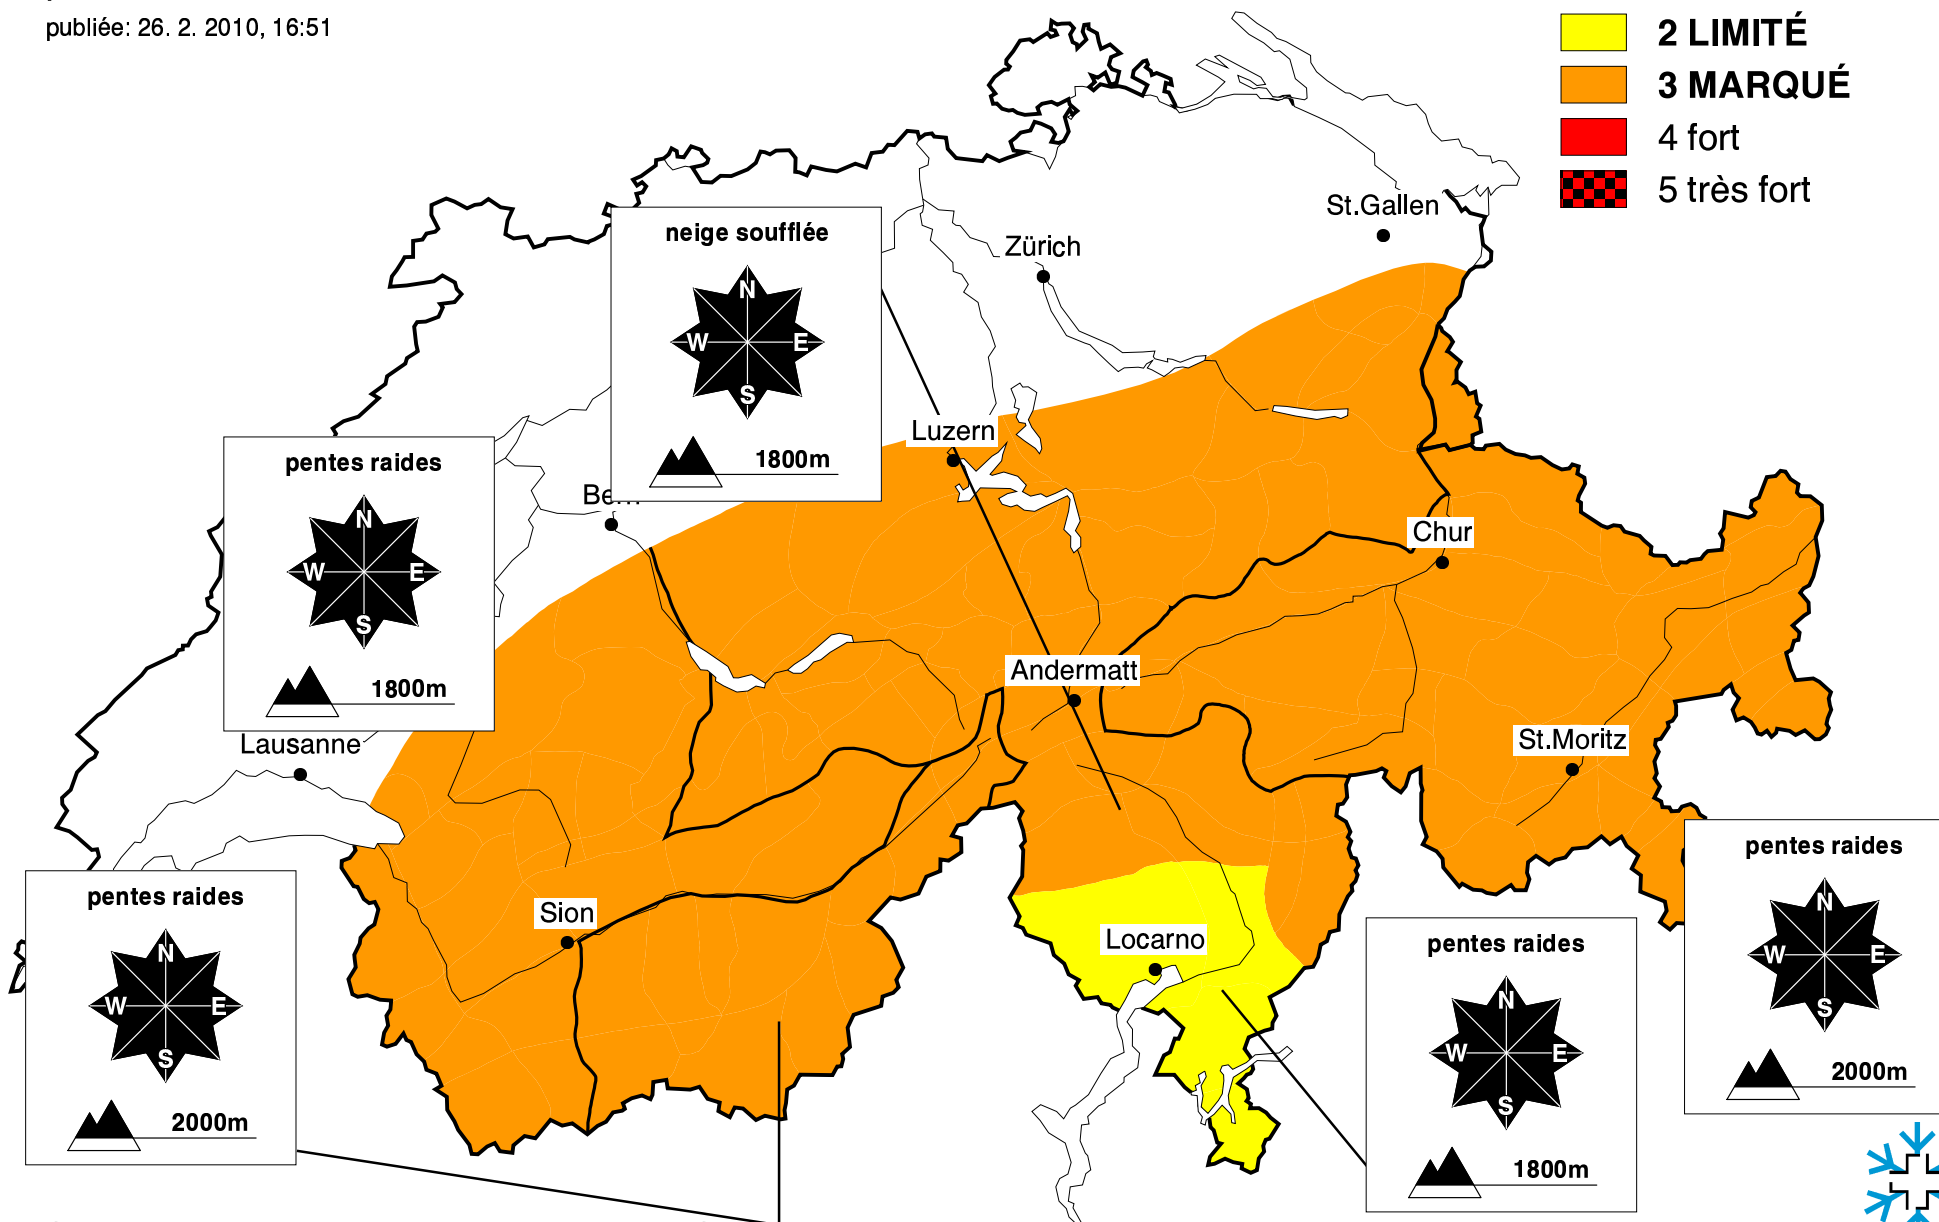 publiée: 26. 2. 2010, 16:51
2 LIMITÉ
3 MARQUÉ
4 fort
5 très fort
St.Gallen
Zürich
neige soufflée
N
W E
S
1800m
Luzern
pentes raides
N
W E
S
1800m
Chur
Andermatt
Lausanne
St.Moritz
pentes raides
N
W E
S
2000m
Sion
Locarno
pentes raides
N
W E
S
1800m
pentes raides
N
W E
S
2000m